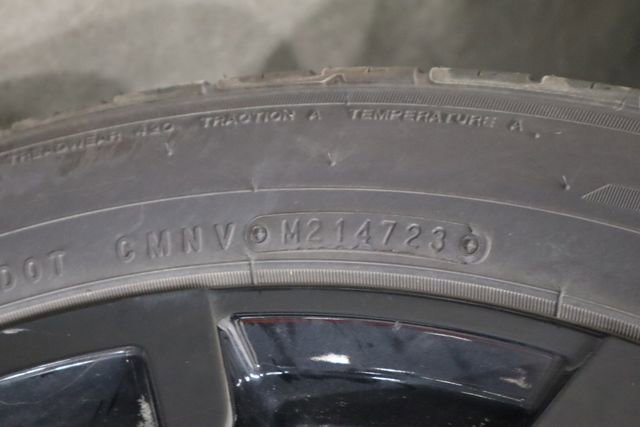 TREADWEAR 420 TRACTION A TEMPERATURE A
DOT CMNV M214723